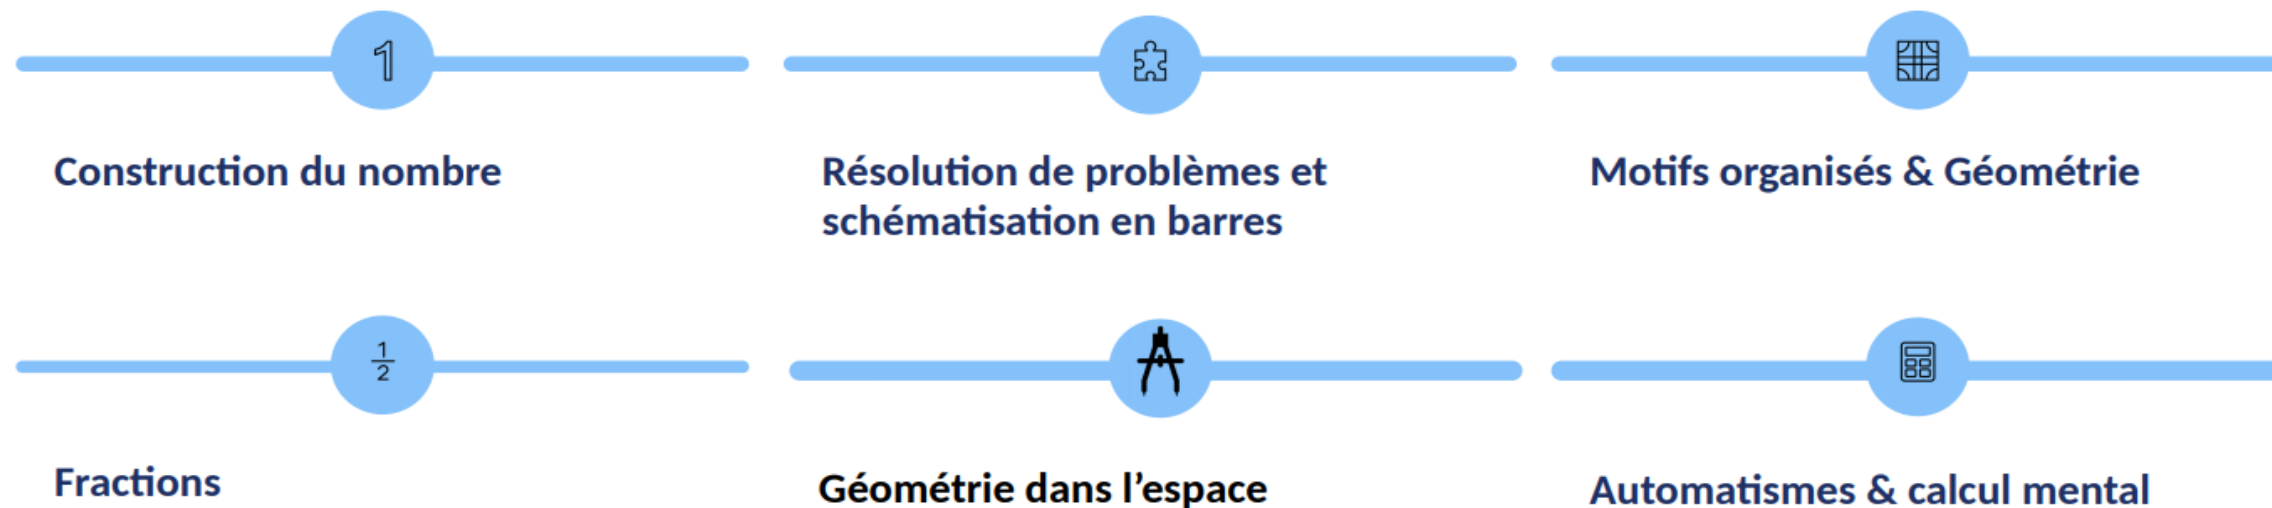 1
Construction du nombre
Résolution de problèmes et
schématisation en barres
Motifs organisés & Géométrie
1
2
Fractions
Géométrie dans l’espace
Automatismes & calcul mental